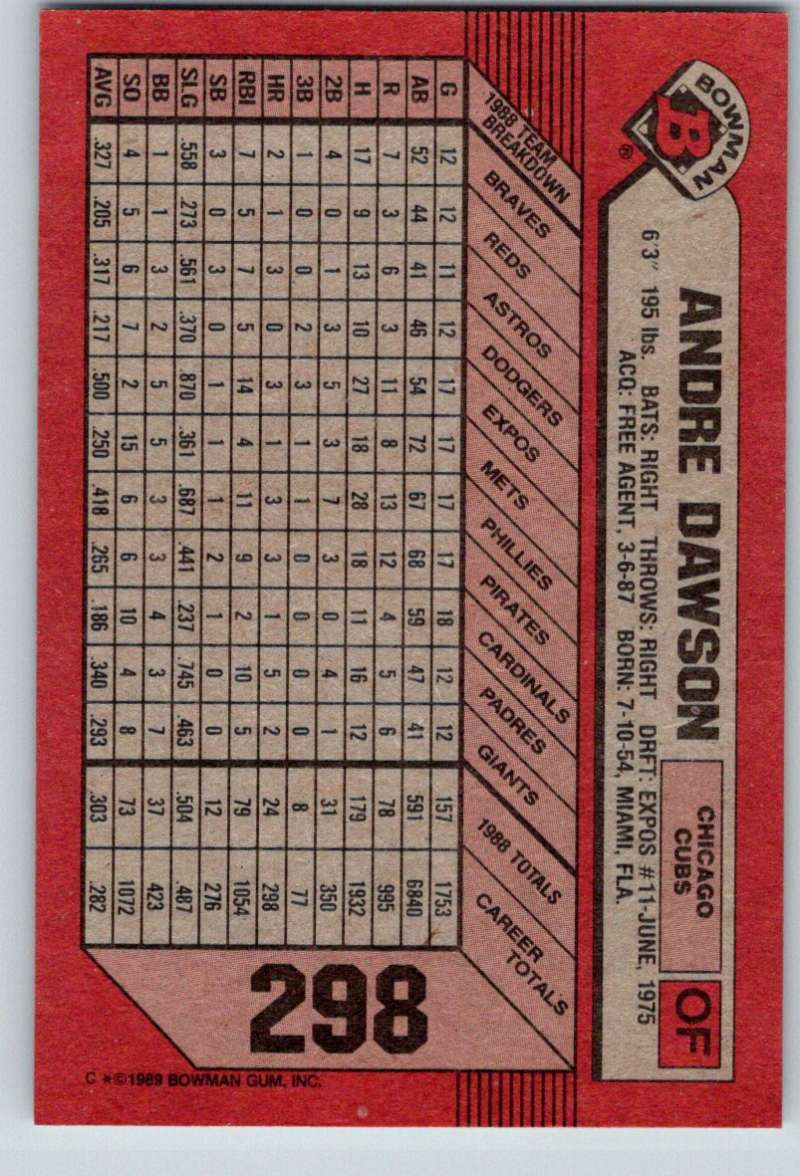 BOWMAN
B
®
ANDRE DAWSON
CHICAGO
CUBS
OF
6'3" 195 lbs. BATS: RIGHT THROWS: RIGHT DRFT: EXPOS #11-JUNE, 1975
ACQ: FREE AGENT, 3-6-87 BORN: 7-10-54, MIAMI, FLA.
1988 TEAM
BREAKDOWN
BRAVES
REDS
ASTROS
DODGERS
EXPOS
METS
PHILLIES
PIRATES
CARDINALS
PADRES
GIANTS
1988 TOTALS
CAREER
TOTALS
G 12 12 11 12 17 17 17 17 18 12 12 157 1753
AB 52 44 41 46 54 72 67 68 59 47 41 591 6840
R 7 3 6 3 11 8 13 12 4 5 6 78 995
H 17 9 13 10 27 18 28 18 11 16 12 179 1932
2B 4 0 1 3 5 3 7 3 0 4 1 31 350
3B 1 0 0 2 3 1 1 0 0 0 0 8 77
HR 2 1 3 0 3 1 3 3 1 5 2 24 298
RBI 7 5 7 5 14 4 11 9 2 10 5 79 1054
SB 3 0 3 0 1 1 1 2 1 0 0 12 276
SLG .558 .273 .561 .370 .870 .361 .687 .441 .237 .745 .463 .504 .487
BB 1 1 3 2 5 5 3 3 4 3 7 37 423
SO 4 5 6 7 2 15 6 6 10 4 8 73 1072
AVG .327 .205 .317 .217 .500 .250 .418 .265 .186 .340 .293 .303 .282
298
C *©1989 BOWMAN GUM, INC.